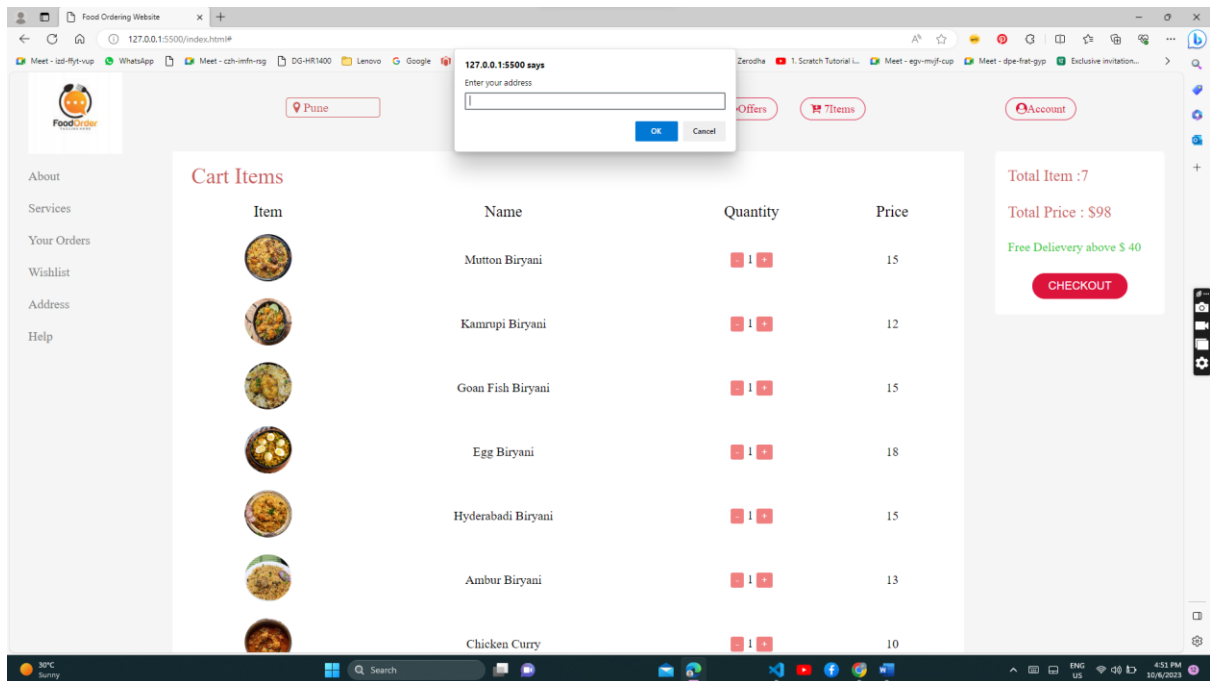 Food Ordering Website
127.0.0.1:5500/index.html#
Meet - izd-ffyt-vup WhatsApp Meet - czh-imfn-rsg DG-HR1400 Lenovo Google Zerodha 1. Scratch Tutorial i... Meet - egv-mvjf-cup Meet - dpe-frat-gyp Exclusive invitation...
127.0.0.1:5500 says
Enter your address
OK Cancel
FoodOrder
Pune
Offers
7Items
Account
About
Services
Your Orders
Wishlist
Address
Help
Cart Items
Item Name Quantity Price
Mutton Biryani - 1 + 15
Kamrupi Biryani - 1 + 12
Goan Fish Biryani - 1 + 15
Egg Biryani - 1 + 18
Hyderabadi Biryani - 1 + 15
Ambur Biryani - 1 + 13
Chicken Curry - 1 + 10
Total Item :7
Total Price : $98
Free Delievery above $ 40
CHECKOUT
30°C
Sunny
Search
ENG
US
4:51 PM
10/6/2023